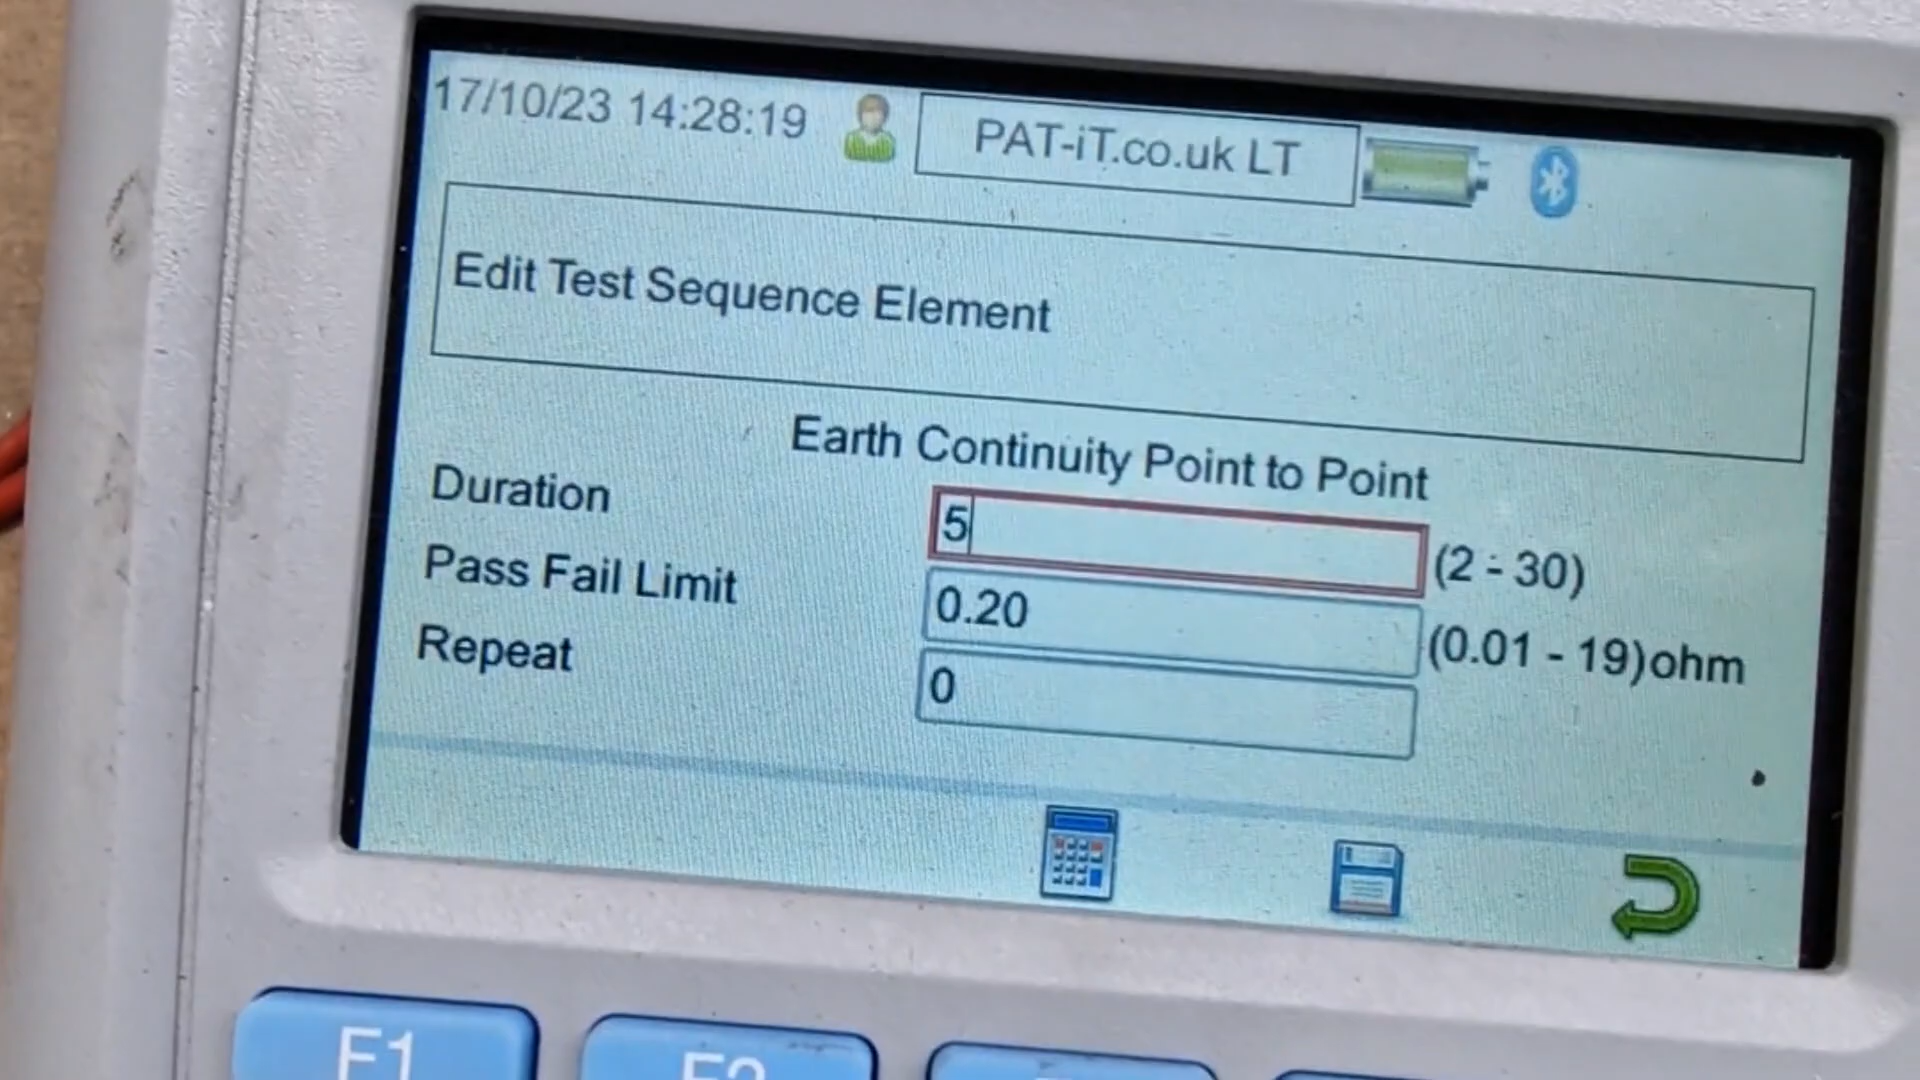 17/10/23 14:28:19 PAT-iT.co.uk LT
Edit Test Sequence Element
Earth Continuity Point to Point
Duration 5 (2 - 30)
Pass Fail Limit 0.20 (0.01 - 19)ohm
Repeat 0
F1 F2